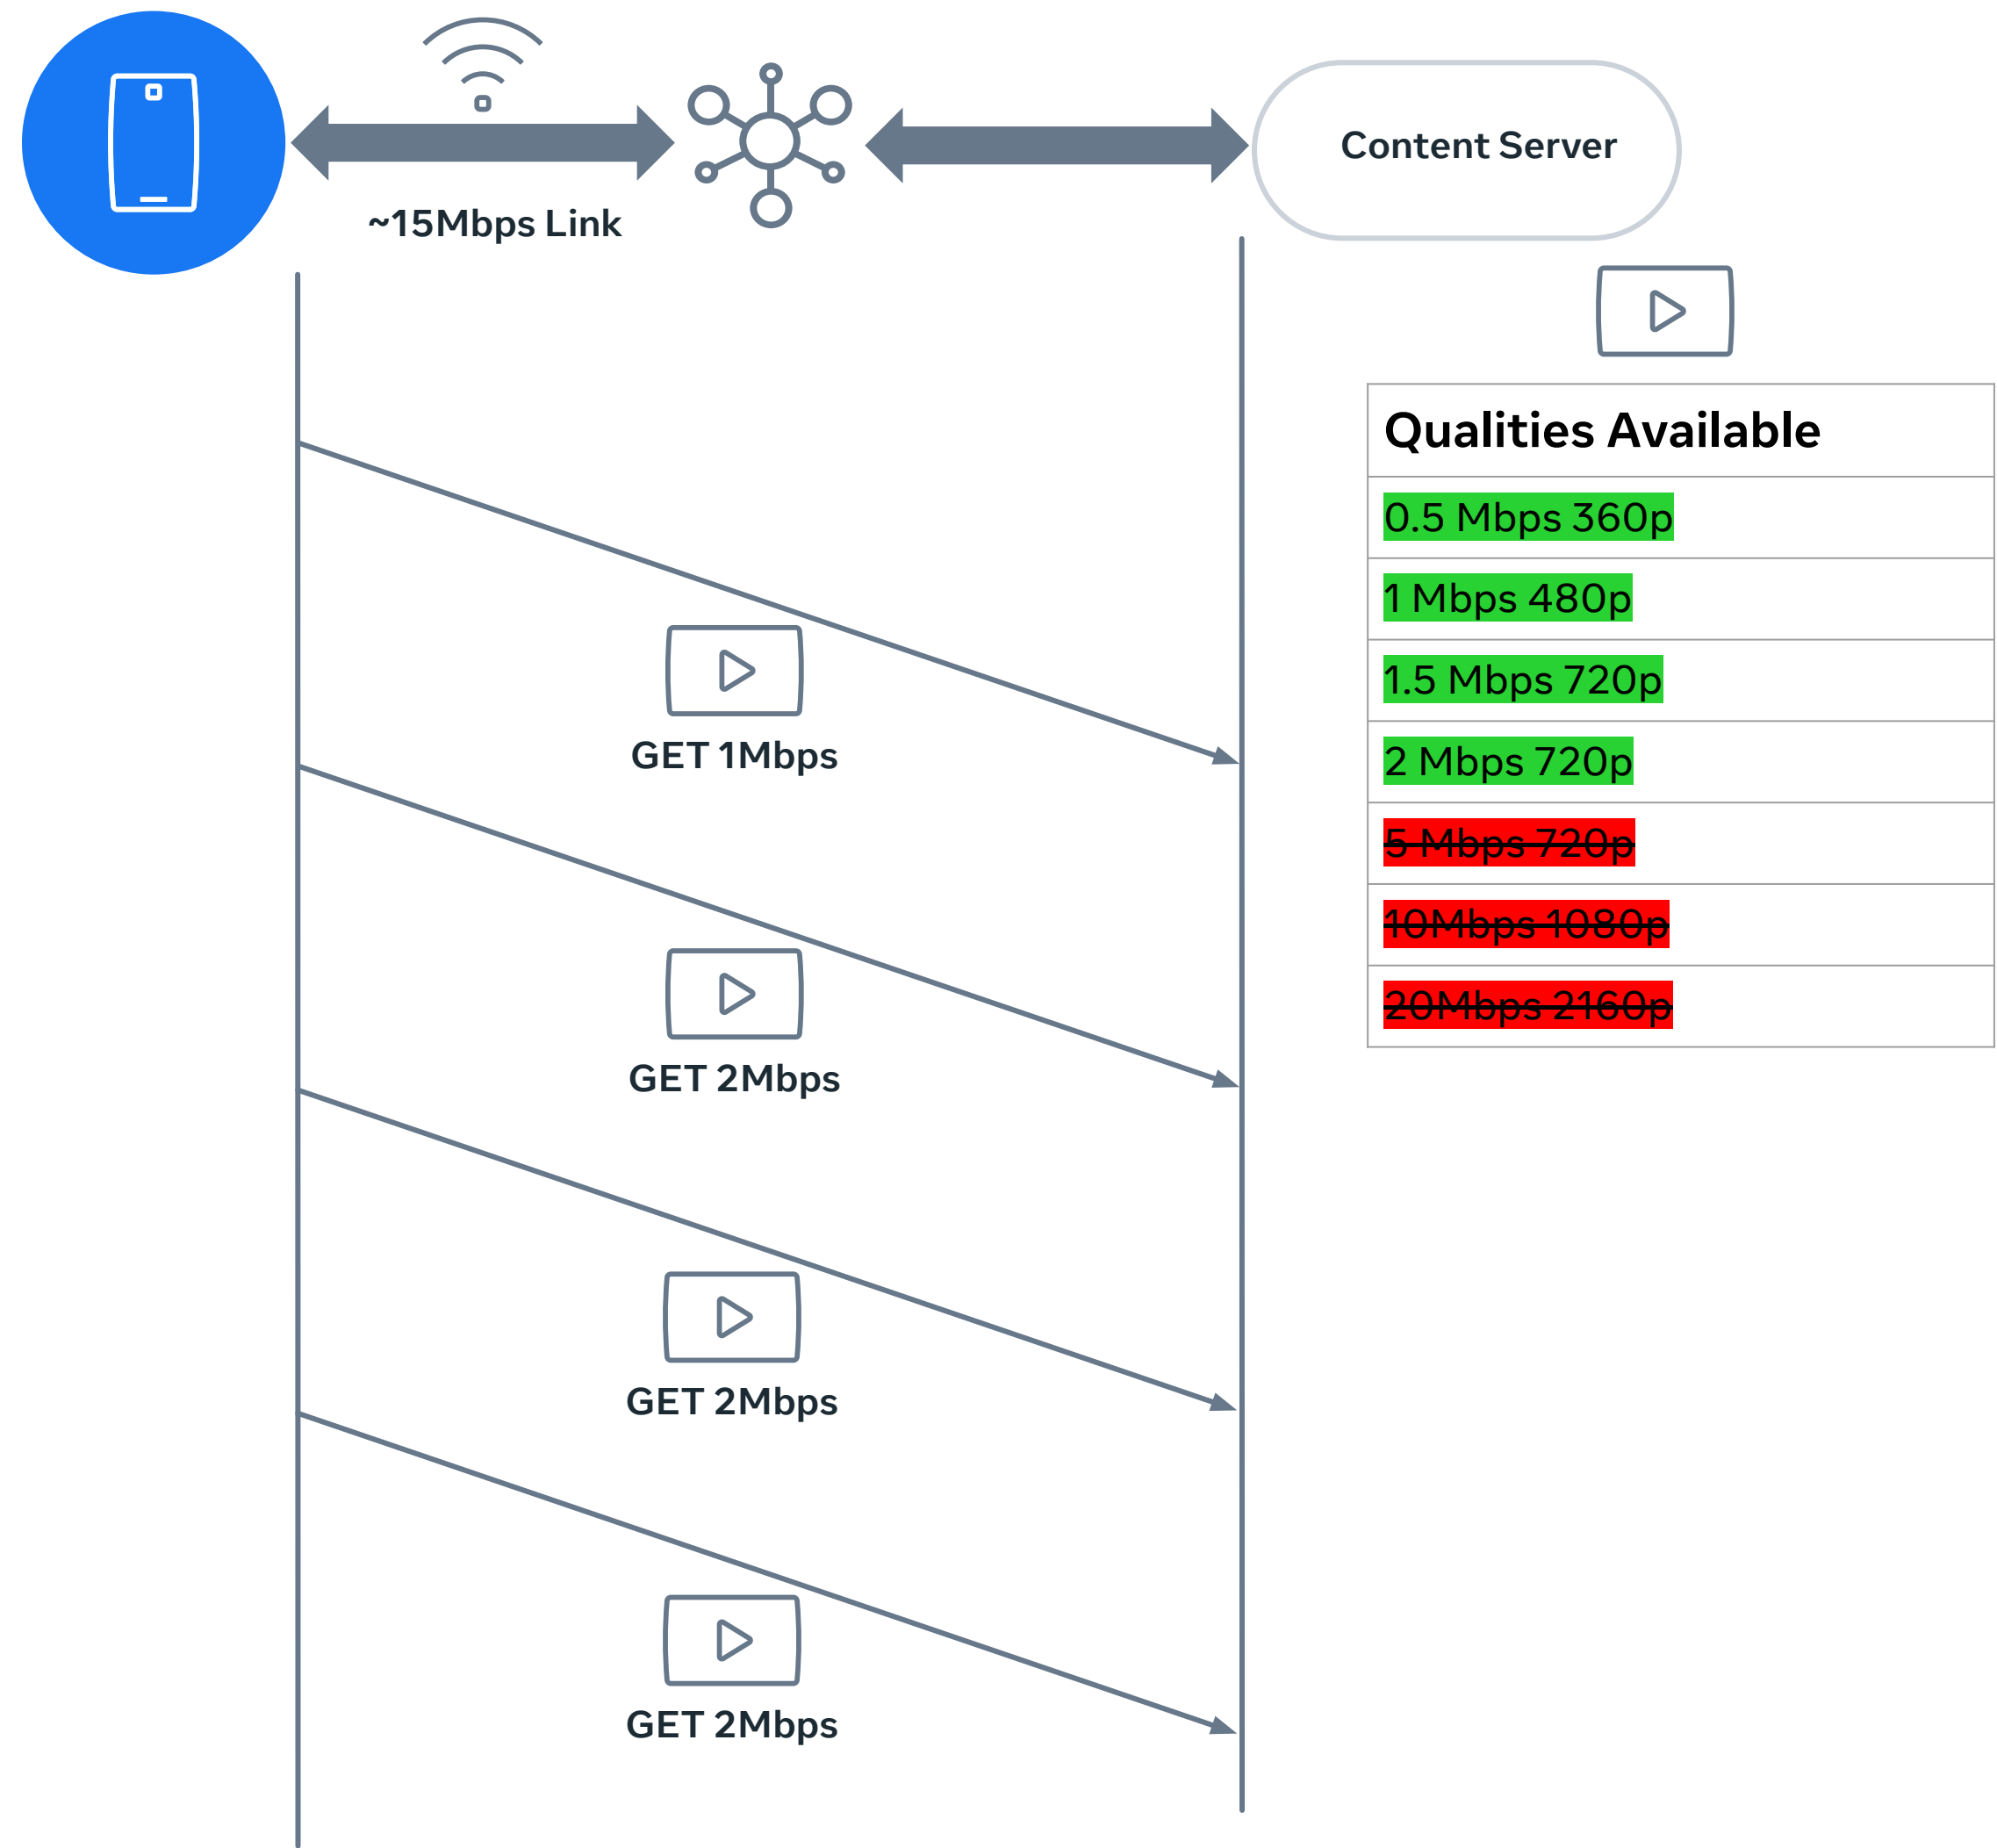 ~15Mbps Link
Content Server
Qualities Available
0.5 Mbps 360p
1 Mbps 480p
1.5 Mbps 720p
2 Mbps 720p
5 Mbps 720p
10Mbps 1080p
20Mbps 2160p
GET 1Mbps
GET 2Mbps
GET 2Mbps
GET 2Mbps